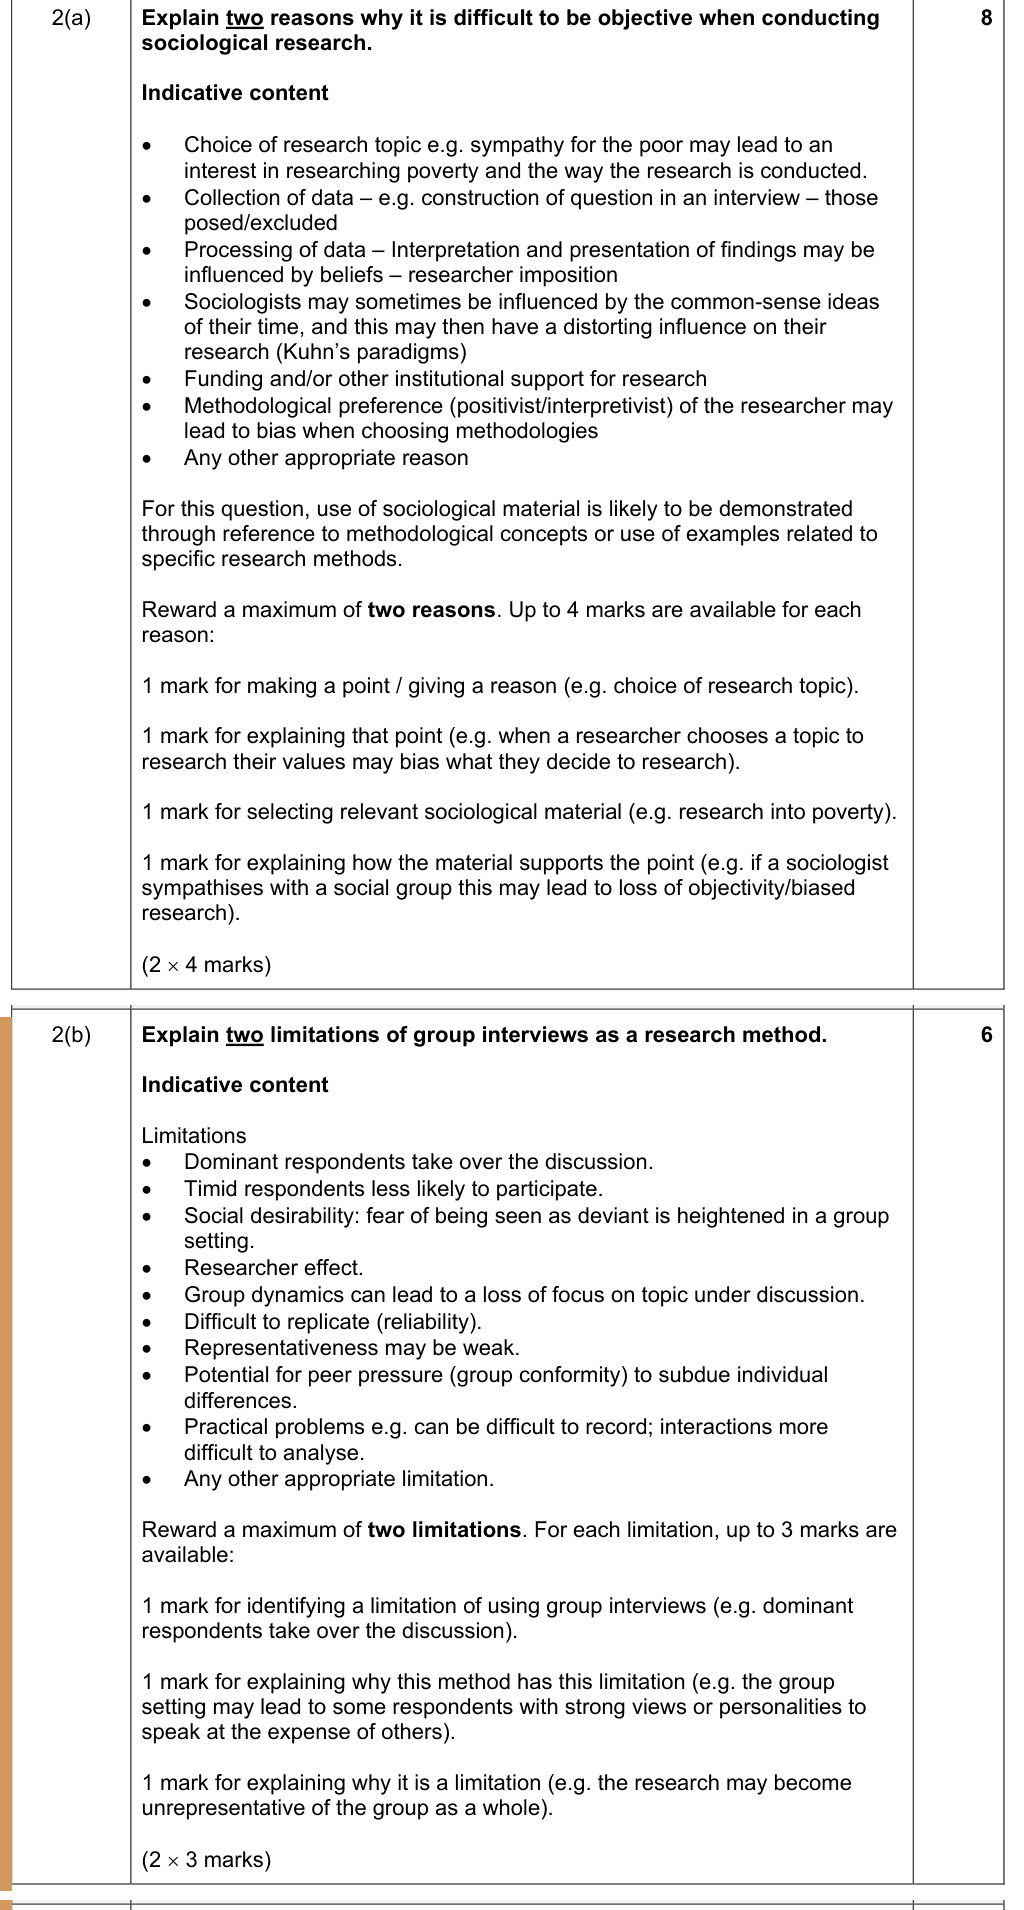 2(a)
Explain two reasons why it is difficult to be objective when conducting
8
sociological research.
Indicative content
• Choice of research topic e.g. sympathy for the poor may lead to an
interest in researching poverty and the way the research is conducted.
• Collection of data – e.g. construction of question in an interview – those
posed/excluded
• Processing of data – Interpretation and presentation of findings may be
influenced by beliefs – researcher imposition
• Sociologists may sometimes be influenced by the common-sense ideas
of their time, and this may then have a distorting influence on their
research (Kuhn’s paradigms)
• Funding and/or other institutional support for research
• Methodological preference (positivist/interpretivist) of the researcher may
lead to bias when choosing methodologies
• Any other appropriate reason
For this question, use of sociological material is likely to be demonstrated
through reference to methodological concepts or use of examples related to
specific research methods.
Reward a maximum of two reasons. Up to 4 marks are available for each
reason:
1 mark for making a point / giving a reason (e.g. choice of research topic).
1 mark for explaining that point (e.g. when a researcher chooses a topic to
research their values may bias what they decide to research).
1 mark for selecting relevant sociological material (e.g. research into poverty).
1 mark for explaining how the material supports the point (e.g. if a sociologist
sympathises with a social group this may lead to loss of objectivity/biased
research).
(2 × 4 marks)
2(b)
Explain two limitations of group interviews as a research method.
6
Indicative content
Limitations
• Dominant respondents take over the discussion.
• Timid respondents less likely to participate.
• Social desirability: fear of being seen as deviant is heightened in a group
setting.
• Researcher effect.
• Group dynamics can lead to a loss of focus on topic under discussion.
• Difficult to replicate (reliability).
• Representativeness may be weak.
• Potential for peer pressure (group conformity) to subdue individual
differences.
• Practical problems e.g. can be difficult to record; interactions more
difficult to analyse.
• Any other appropriate limitation.
Reward a maximum of two limitations. For each limitation, up to 3 marks are
available:
1 mark for identifying a limitation of using group interviews (e.g. dominant
respondents take over the discussion).
1 mark for explaining why this method has this limitation (e.g. the group
setting may lead to some respondents with strong views or personalities to
speak at the expense of others).
1 mark for explaining why it is a limitation (e.g. the research may become
unrepresentative of the group as a whole).
(2 × 3 marks)